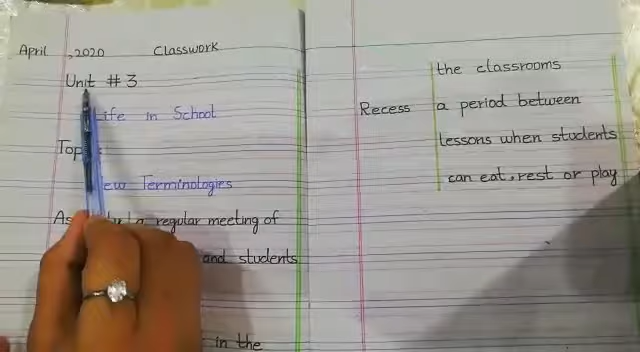 April , 2020 Classwork
Unit # 3
Life in School
Top
New Terminologies
a regular meeting of
and students
in the
the classrooms
Recess a period between
lessons when students
can eat, rest or play